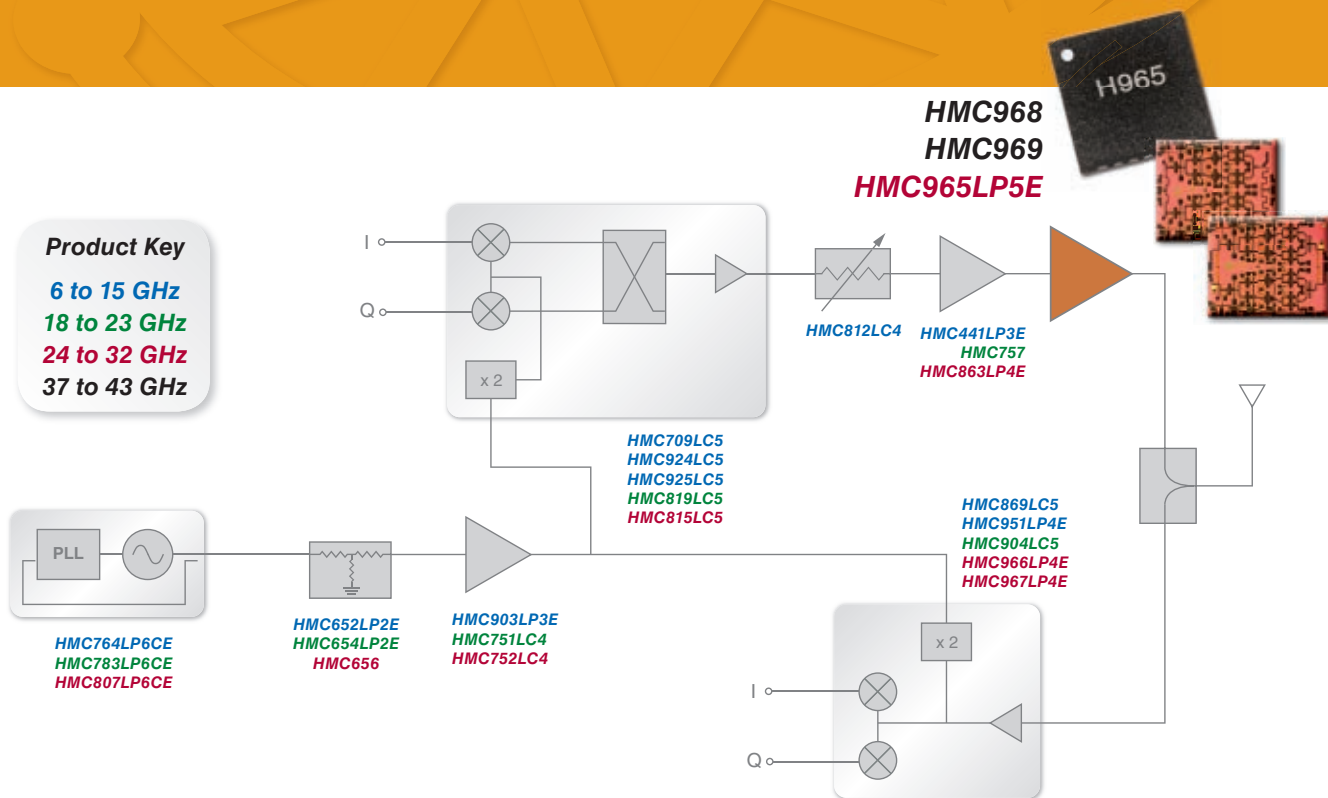 H965
HMC968
HMC969
HMC965LP5E
Product Key
6 to 15 GHz
18 to 23 GHz
24 to 32 GHz
37 to 43 GHz
I
Q
x 2
HMC812LC4
HMC441LP3E
HMC757
HMC863LP4E
HMC709LC5
HMC924LC5
HMC925LC5
HMC819LC5
HMC815LC5
PLL
HMC764LP6CE
HMC783LP6CE
HMC807LP6CE
HMC652LP2E
HMC654LP2E
HMC656
HMC903LP3E
HMC751LC4
HMC752LC4
HMC869LC5
HMC951LP4E
HMC904LC5
HMC966LP4E
HMC967LP4E
x 2
I
Q